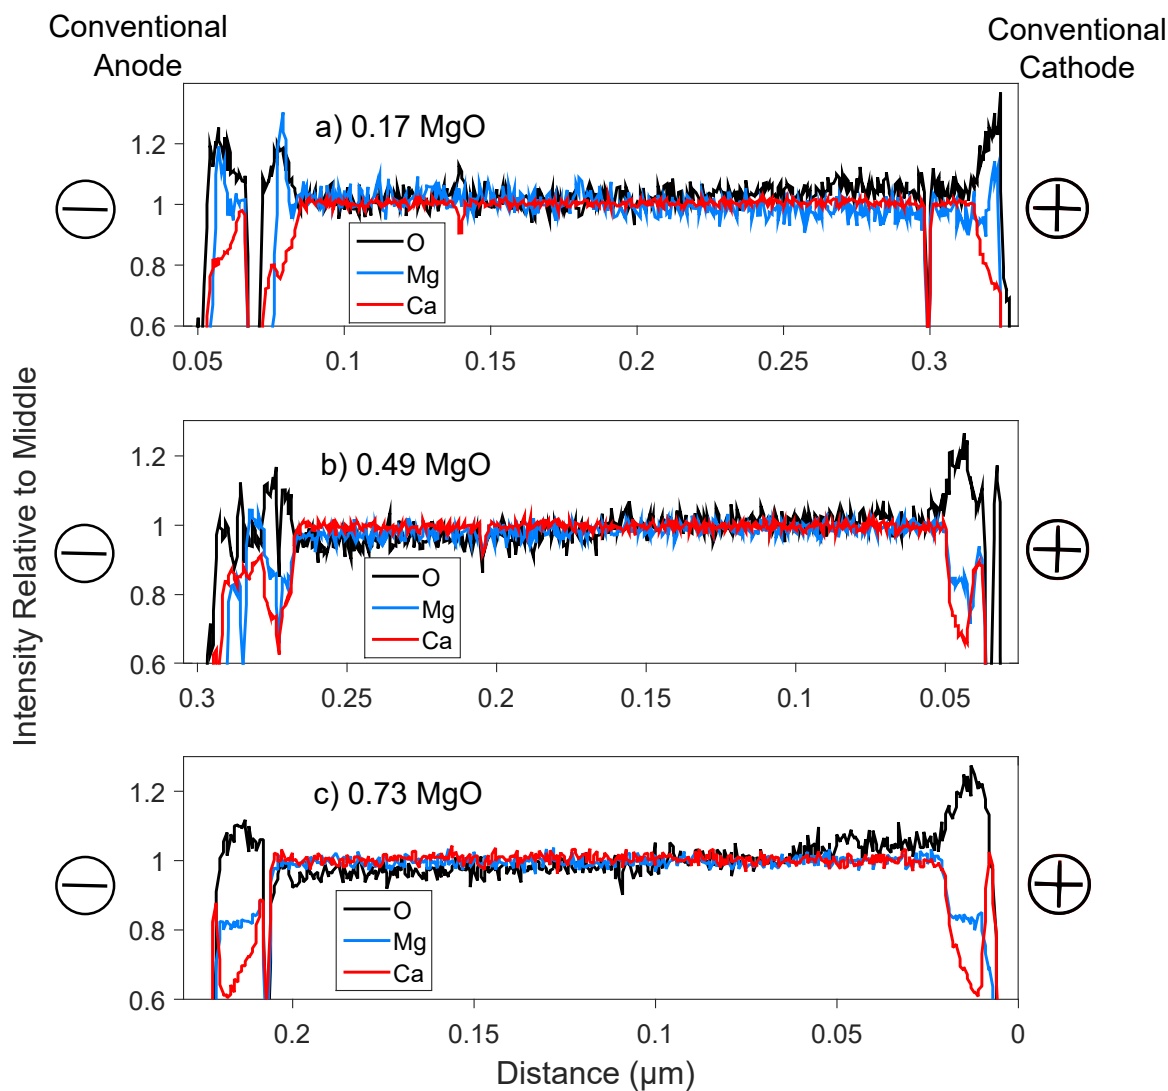 Conventional
Anode
Conventional
Cathode
Intensity Relative to Middle
a) 0.17 MgO
1.2
1
0.8
0.6
O
Mg
Ca
0.05 0.1 0.15 0.2 0.25 0.3
b) 0.49 MgO
1.2
1
0.8
0.6
O
Mg
Ca
0.3 0.25 0.2 0.15 0.1 0.05
c) 0.73 MgO
1.2
1
0.8
0.6
O
Mg
Ca
0.2 0.15 0.1 0.05 0
Distance (μm)